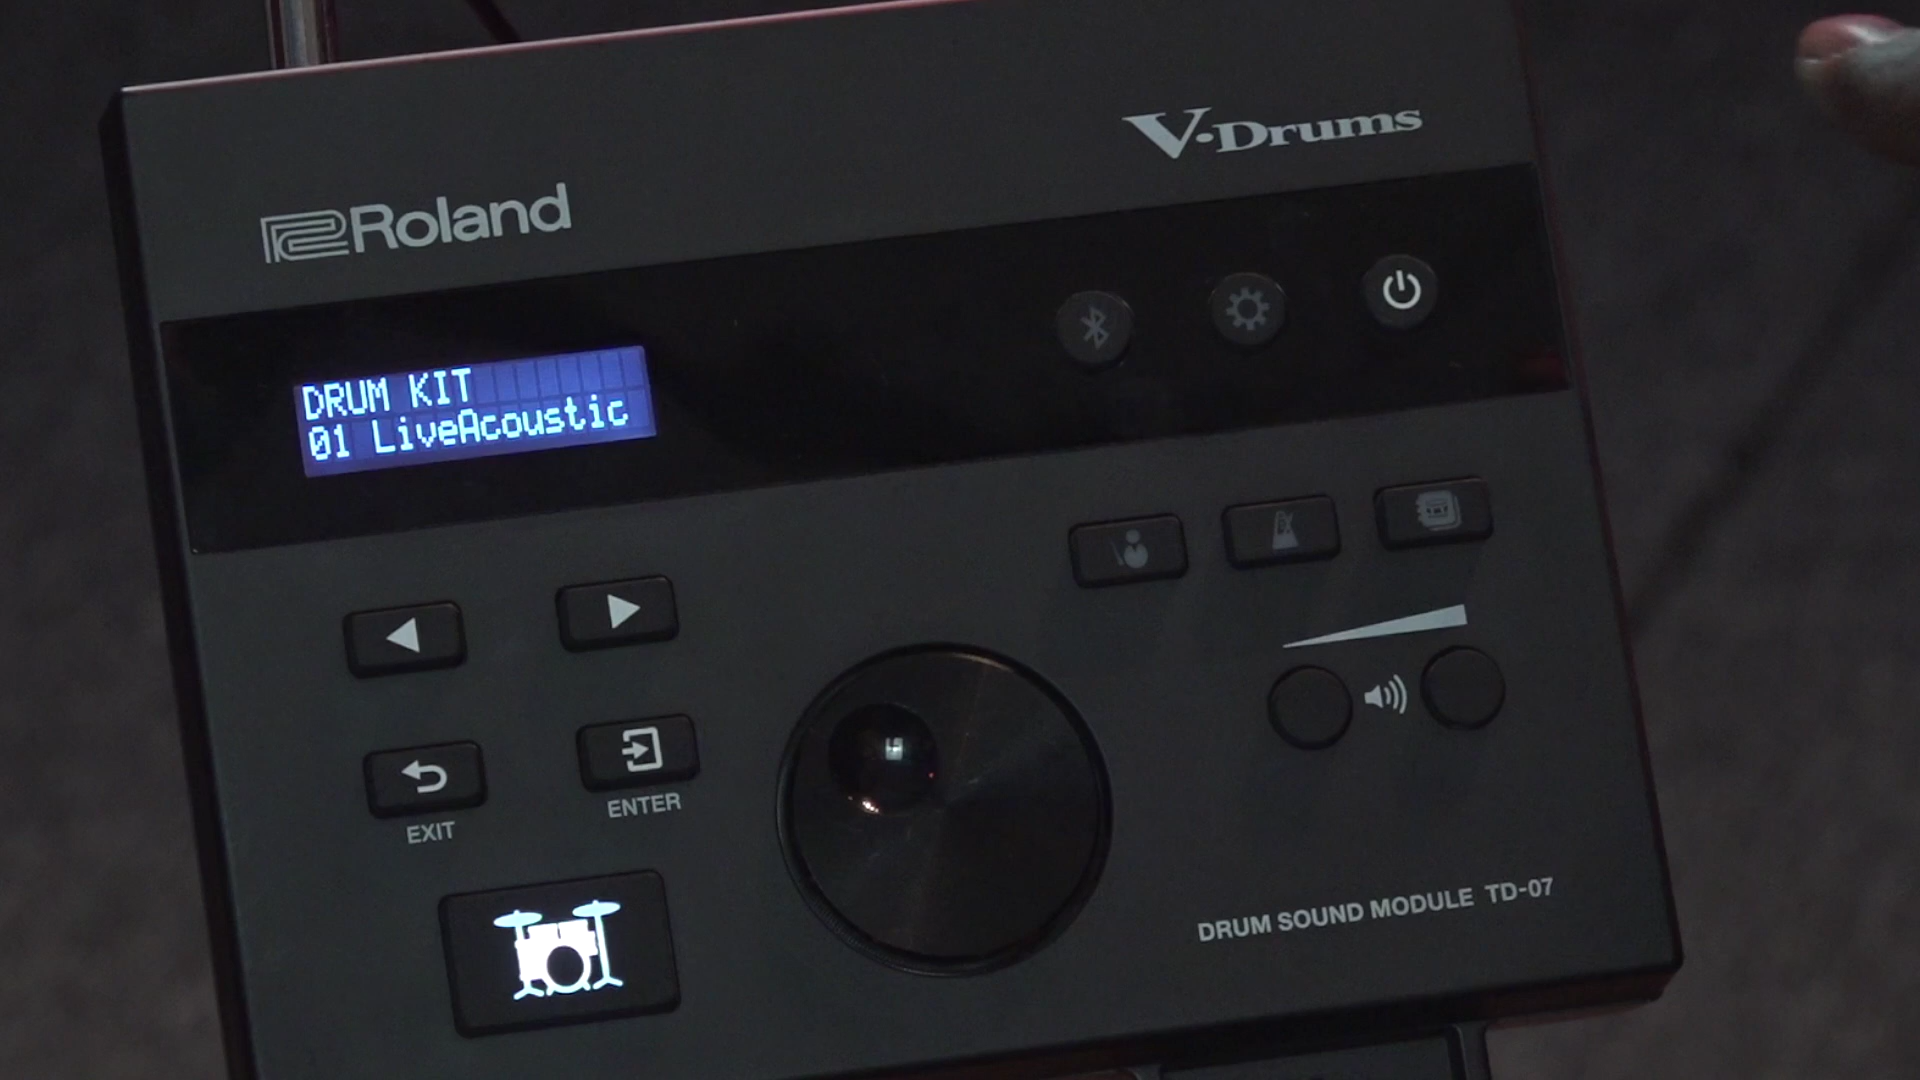 V-Drums
Roland
DRUM KIT
01 LiveAcoustic
EXIT
ENTER
DRUM SOUND MODULE TD-07